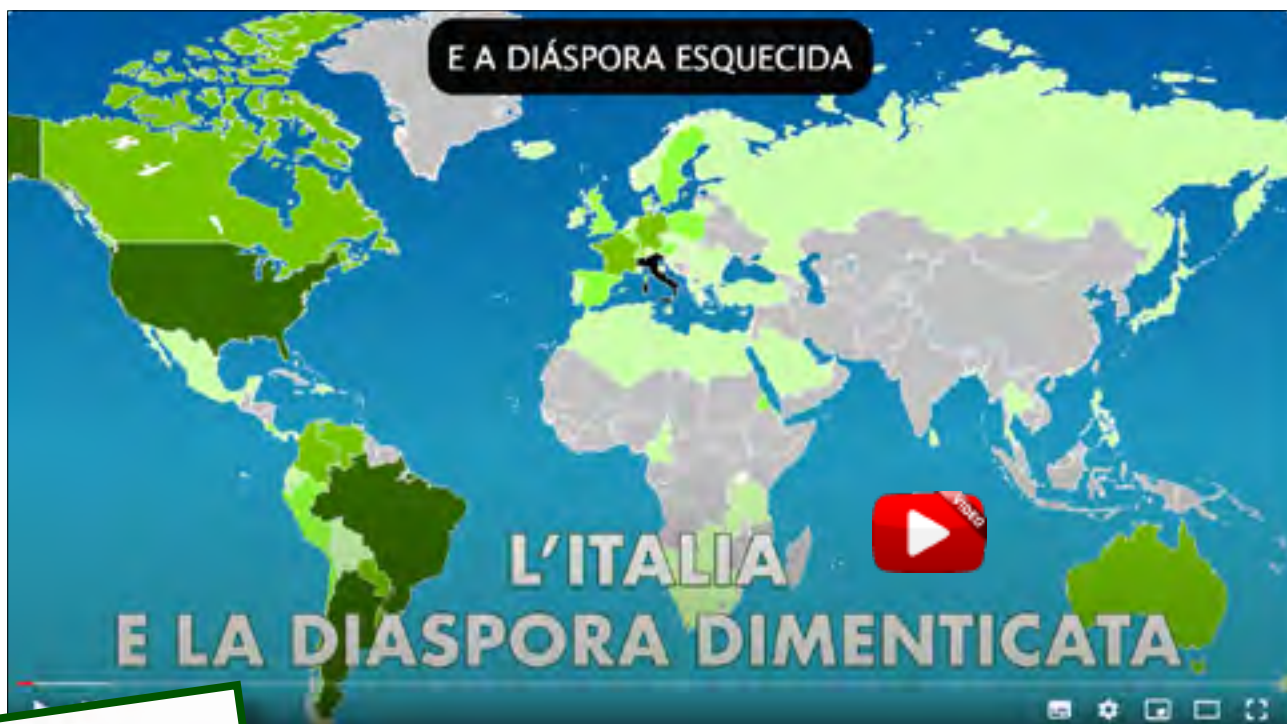 E A DIÁSPORA ESQUECIDA
VIDEO
L'ITALIA
E LA DIASPORA DIMENTICATA